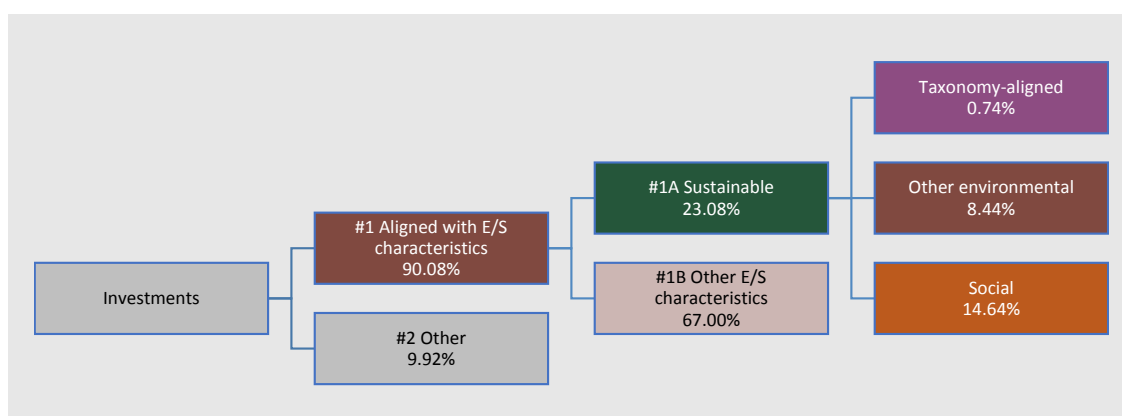 Investments
#1 Aligned with E/S
characteristics
90.08%
#2 Other
9.92%
#1A Sustainable
23.08%
#1B Other E/S
characteristics
67.00%
Taxonomy-aligned
0.74%
Other environmental
8.44%
Social
14.64%